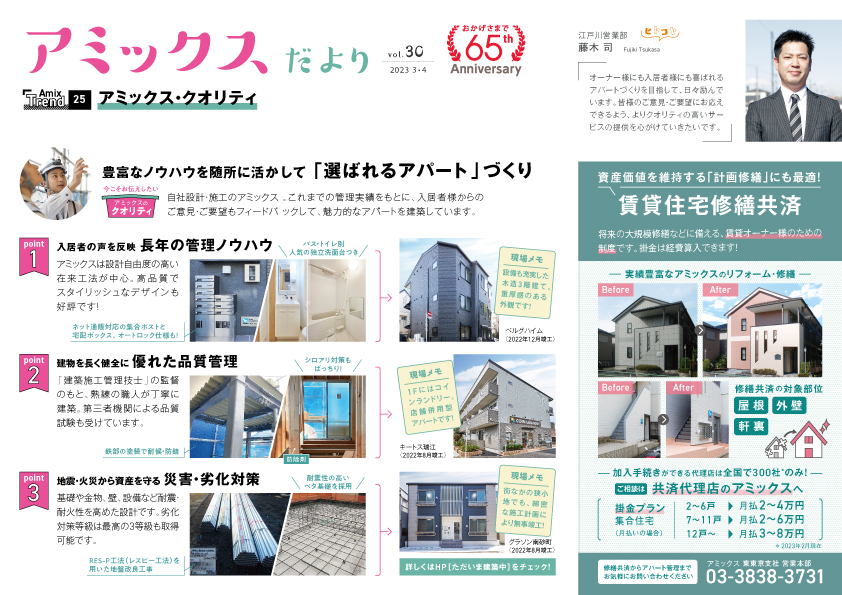 アミックスだより
vol.30
2023 3・4
おかげさまで
65th
Anniversary
Amix Trend 25 アミックス・クオリティ
江戸川営業部
藤木 司 Fujiki Tsukasa
ヒトコト
オーナー様にも入居者様にも喜ばれる
アパートづくりを目指して、日々励んで
います。皆様のご意見・ご要望にお応え
できるよう、よりクオリティの高いサー
ビスの提供を心がけていきたいです。
豊富なノウハウを随所に活かして「選ばれるアパート」づくり
今こそお伝えしたい
アミックスの
クオリティ
自社設計・施工のアミックス 。これまでの管理実績をもとに、入居者様からの
ご意見・ご要望もフィードバックして、魅力的なアパートを建築しています。
point 1
入居者の声を反映 長年の管理ノウハウ
アミックスは設計自由度の高い
在来工法が中心。高品質で
スタイリッシュなデザインも
好評です!
ネット通販対応の集合ポストと
宅配ボックス、オートロック仕様も!
バス・トイレ別
人気の独立洗面台つき
現場メモ
設備も充実した
木造3階建て、
重厚感のある
外観です!
ベルグハイム
(2022年12月竣工)
point 2
建物を長く健全に 優れた品質管理
「建築施工管理技士」の監督
のもと、熟練の職人が丁寧に
建築。第三者機関による品質
試験も受けています。
鉄部の塗装で耐候・防錆
シロアリ対策も
ばっちり!
防腐剤
現場メモ
1Fにはコイ
ンランドリー。
店舗併用型
アパートです!
キートス瑞江
(2022年8月竣工)
point 3
地震・火災から資産を守る 災害・劣化対策
基礎や金物、壁、設備など耐震・
耐火性を高めた設計です。劣化
対策等級は最高の3等級も取得
可能です。
RES-P工法(レスピー工法)を
用いた地盤改良工事
耐震性の高い
ベタ基礎を採用
現場メモ
街なかの狭小
地でも、綿密
な施工計画に
より無事竣工!
グラソン南砂町
(2022年8月竣工)
詳しくはHP[ただいま建築中]をチェック!
資産価値を維持する「計画修繕」にも最適!
賃貸住宅修繕共済
将来の大規模修繕などに備える、賃貸オーナー様のための
制度です。掛金は経費算入できます!
実績豊富なアミックスのリフォーム・修繕
Before
After
Before
After
修繕共済の対象部位
屋根
外壁
軒裏
加入手続きができる代理店は全国で300社*のみ!
ご相談は 共済代理店のアミックスへ
掛金プラン
集合住宅
(月払いの場合)
2〜6戸 ▶ 月払2〜4万円
7〜11戸 ▶ 月払2〜6万円
12戸〜 ▶ 月払3〜8万円
※2023年2月現在
修繕共済からアパート管理まで
お気軽にお問い合わせください
アミックス 東東京支社 営業本部
03-3838-3731